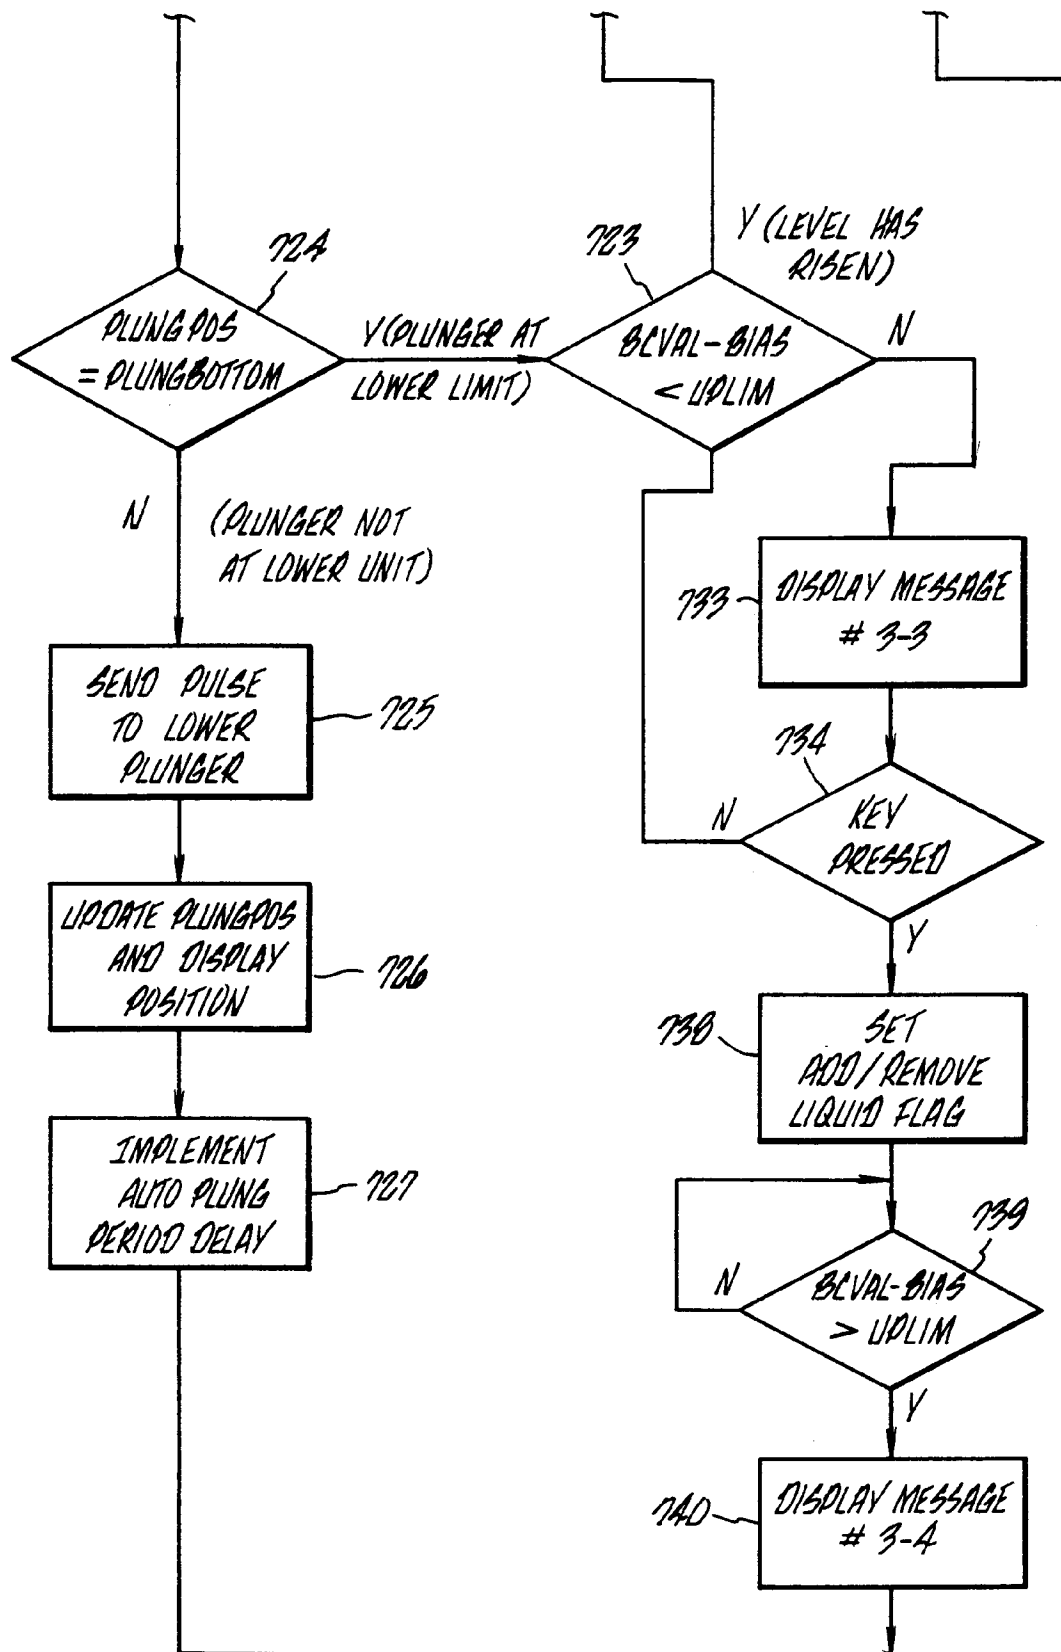 724
PLUNGPOS
= PLUNGBOTTOM
Y (PLUNGER AT
LOWER LIMIT)
N
(PLUNGER NOT
AT LOWER UNIT)
SEND PULSE
TO LOWER
PLUNGER
725
UPDATE PLUNGPOS
AND DISPLAY
POSITION
726
IMPLEMENT
AUTO PLUNG
PERIOD DELAY
727
723
Y (LEVEL HAS
RISEN)
BCVAL-BIAS
< UPLIM
N
733
DISPLAY MESSAGE
# 3-3
734
N
KEY
PRESSED
Y
738
SET
ADD/REMOVE
LIQUID FLAG
739
N
BCVAL-BIAS
> UPLIM
Y
740
DISPLAY MESSAGE
# 3-4